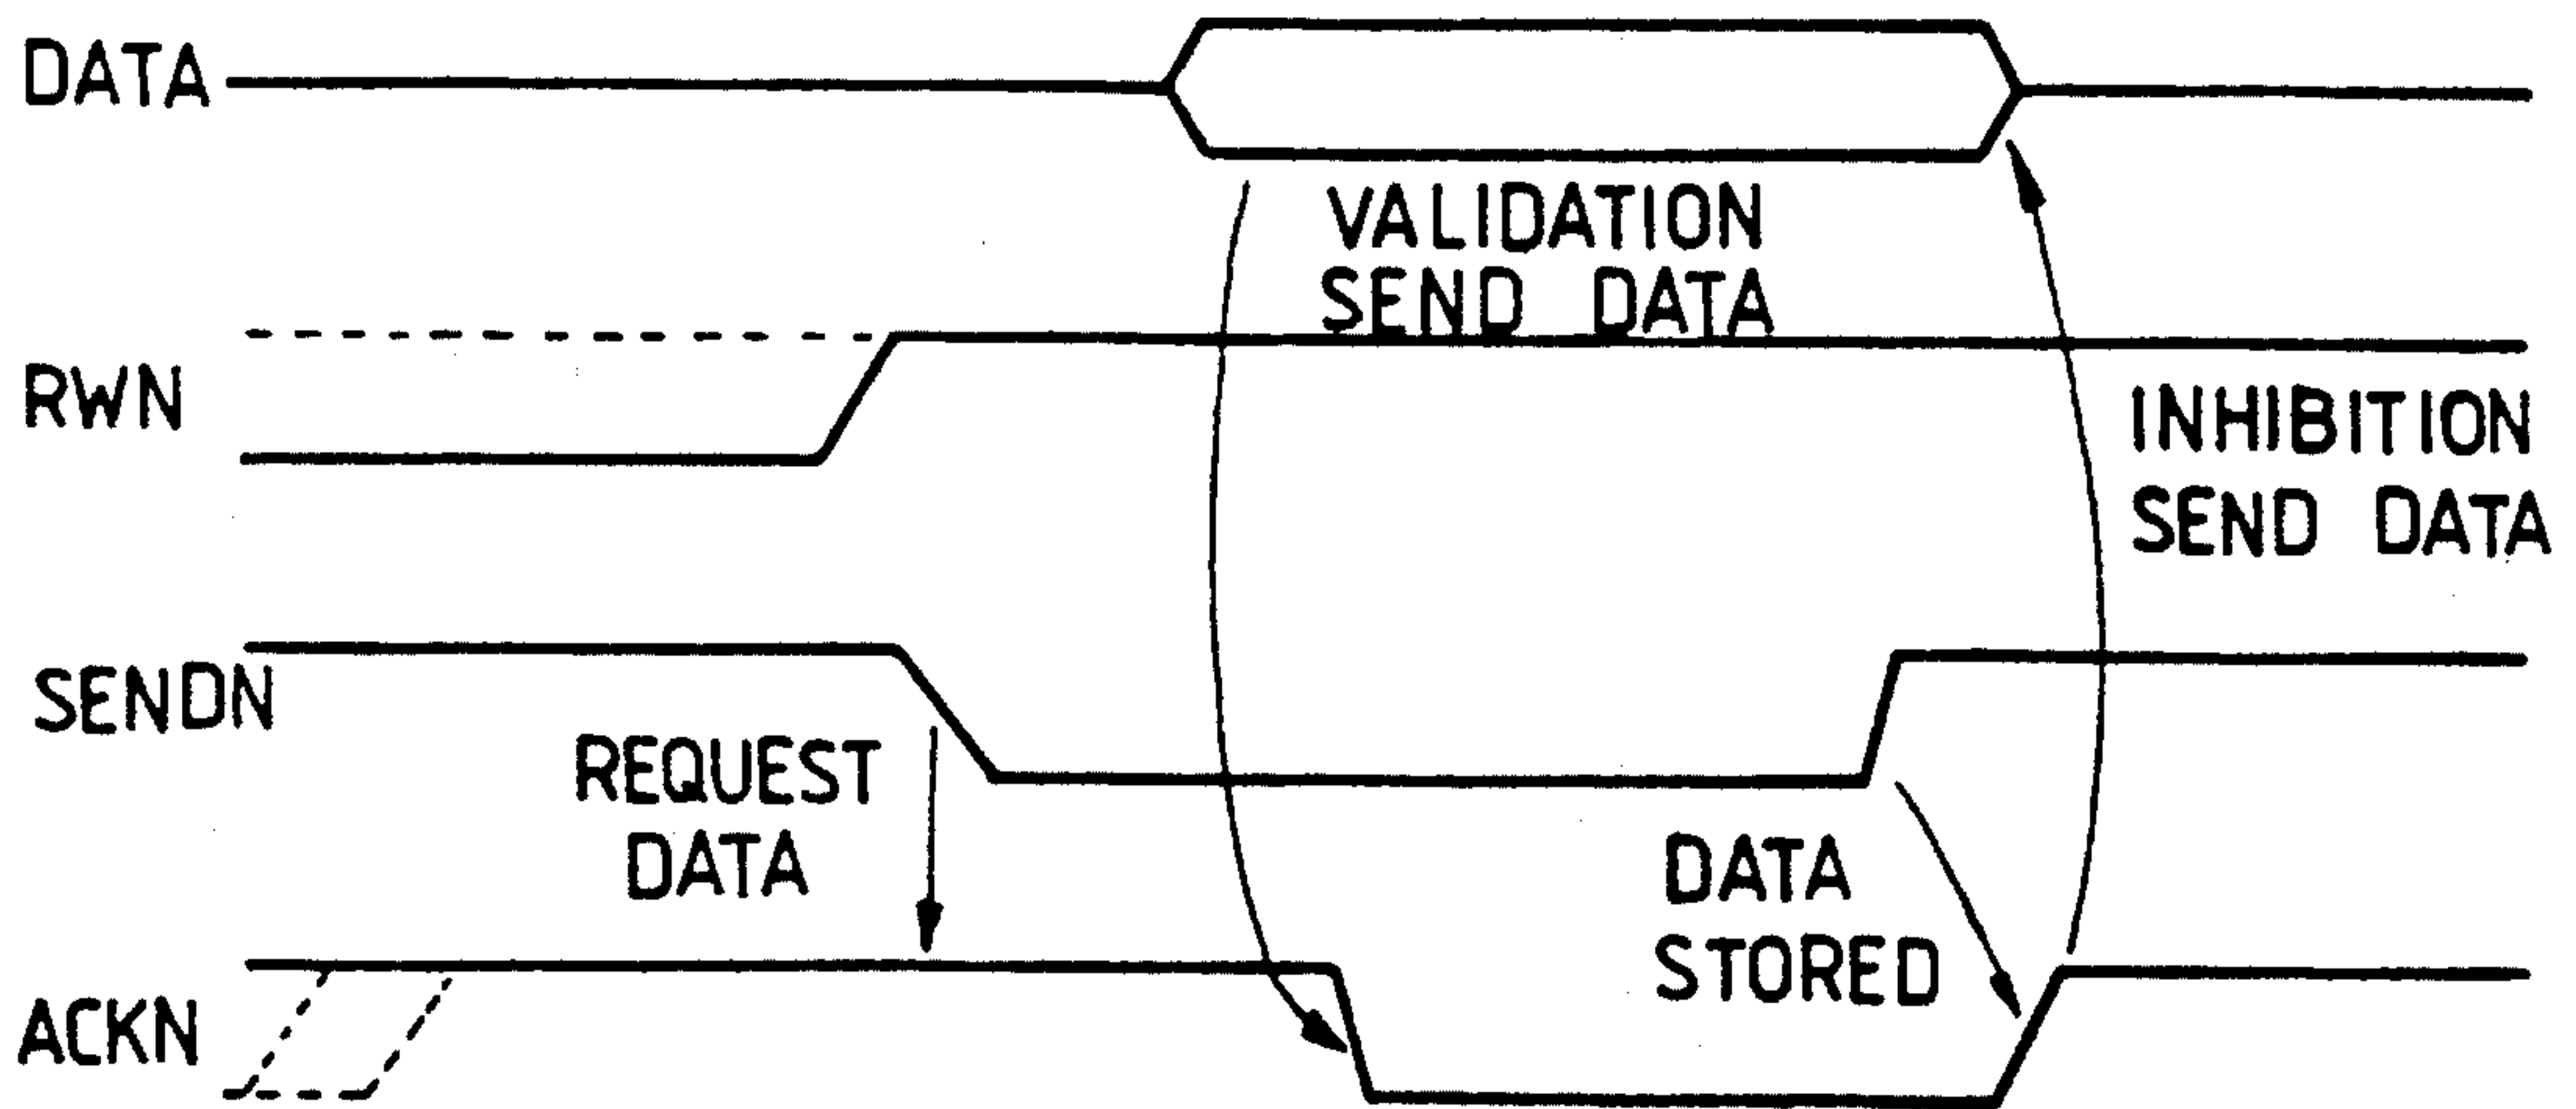 DATA
VALIDATION
SEND DATA
RWN
INHIBITION
SEND DATA
SENDN
REQUEST
DATA
DATA
STORED
ACKN